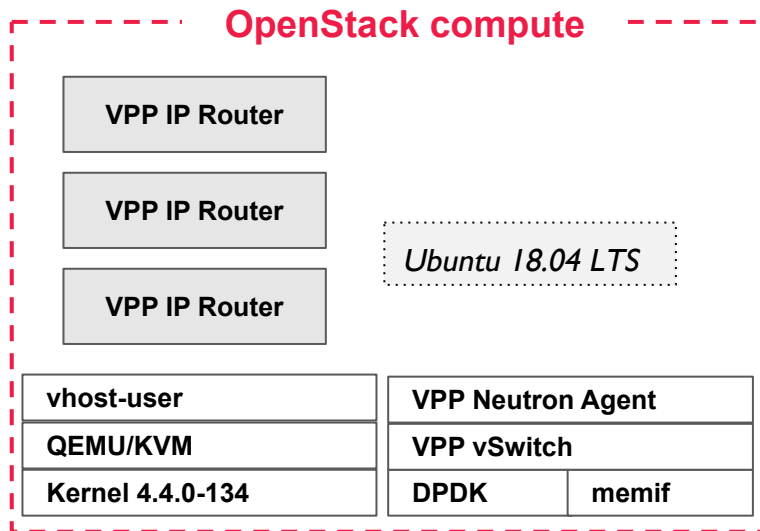 OpenStack compute
VPP IP Router
VPP IP Router
Ubuntu 18.04 LTS
VPP IP Router
vhost-user
VPP Neutron Agent
QEMU/KVM
VPP vSwitch
Kernel 4.4.0-134
DPDK
memif